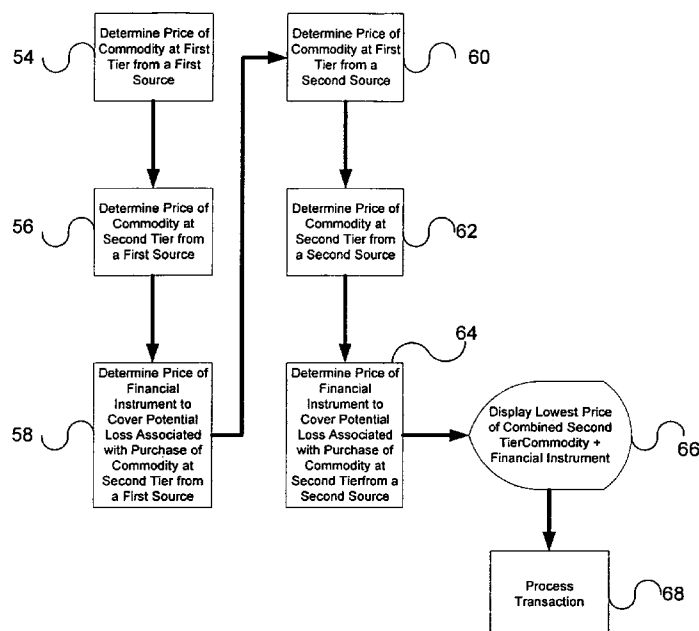 54
Determine Price of
Commodity at First
Tier from a First
Source
56
Determine Price of
Commodity at
Second Tier from
a First Source
58
Determine Price of
Financial
Instrument to
Cover Potential
Loss Associated
with Purchase of
Commodity at
Second Tier from
a First Source
60
Determine Price of
Commodity at First
Tier from a
Second Source
62
Determine Price of
Commodity at
Second Tier from
a Second Source
64
Determine Price of
Financial
Instrument to
Cover Potential
Loss Associated
with Purchase of
Commodity at
Second Tierfrom a
Second Source
66
Display Lowest Price
of Combined Second
TierCommodity +
Financial Instrument
68
Process
Transaction